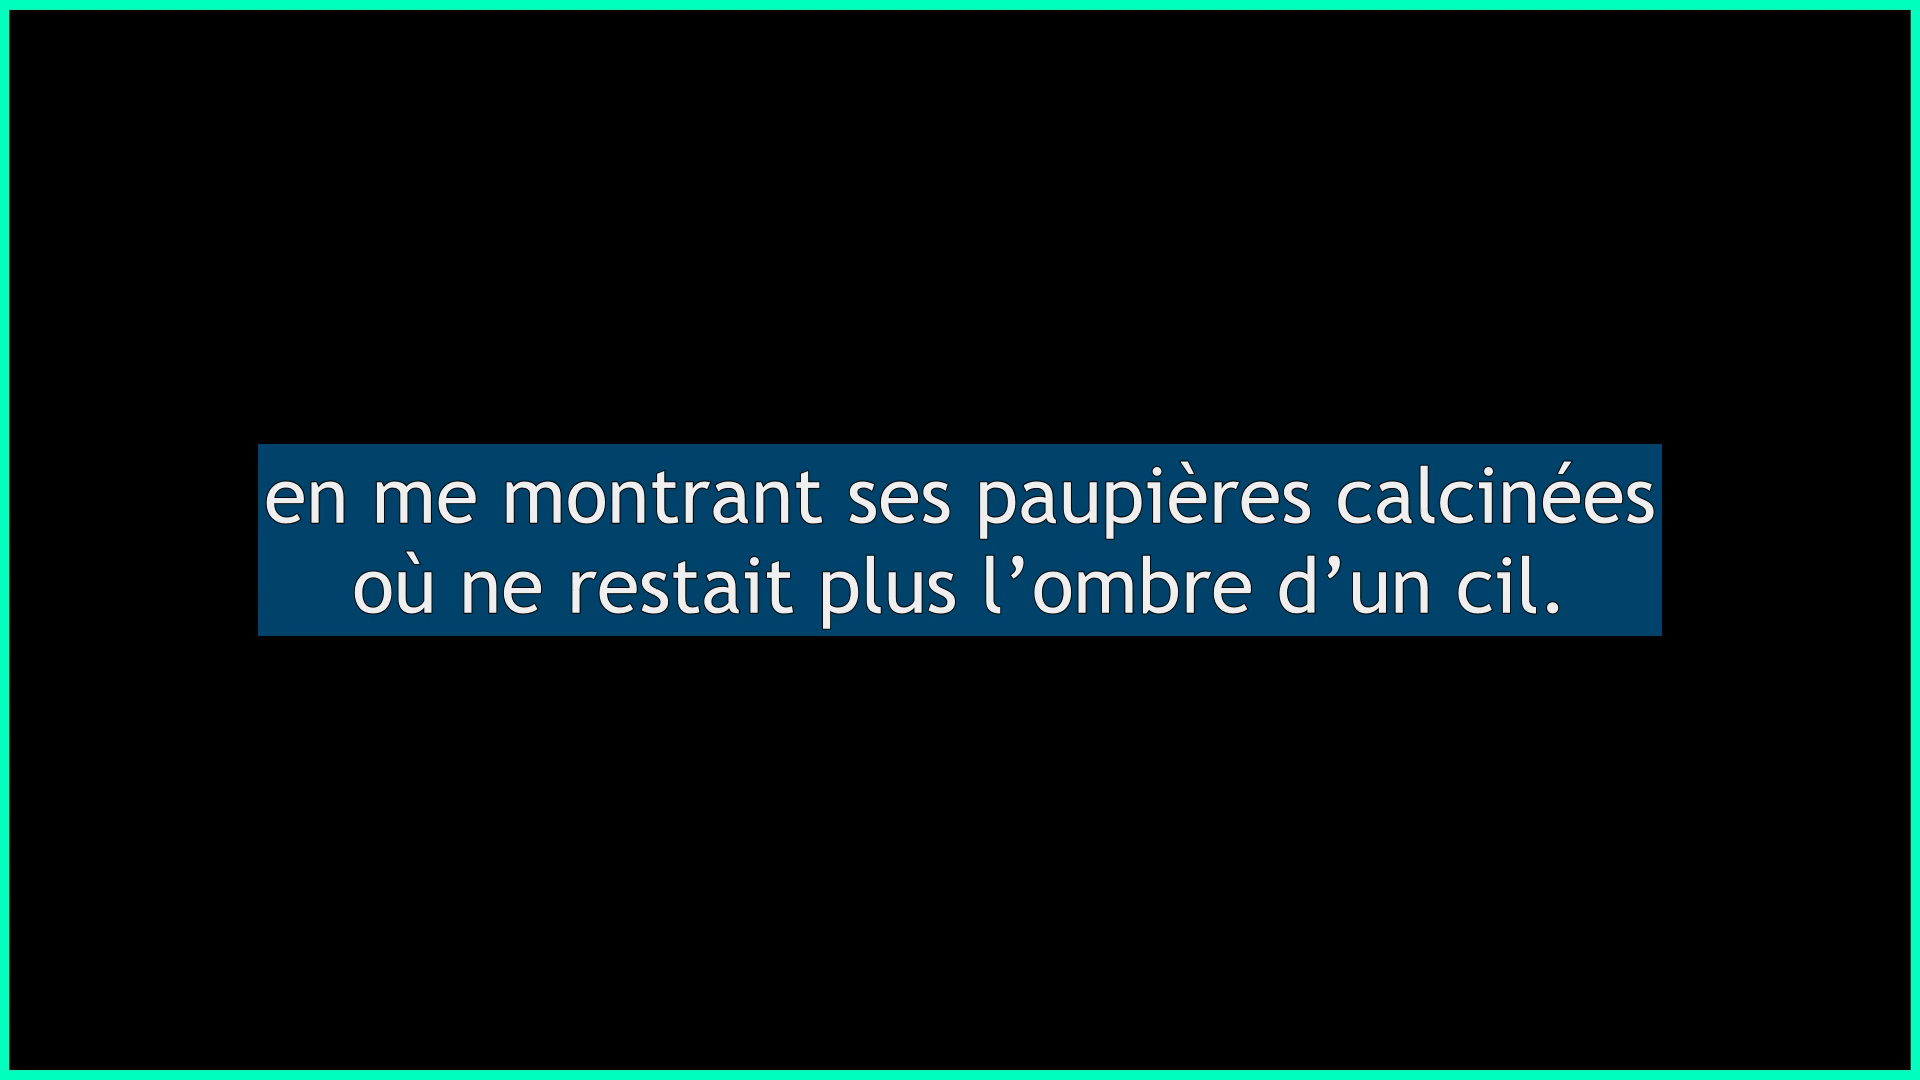 en me montrant ses paupières calcinées
où ne restait plus l’ombre d’un cil.